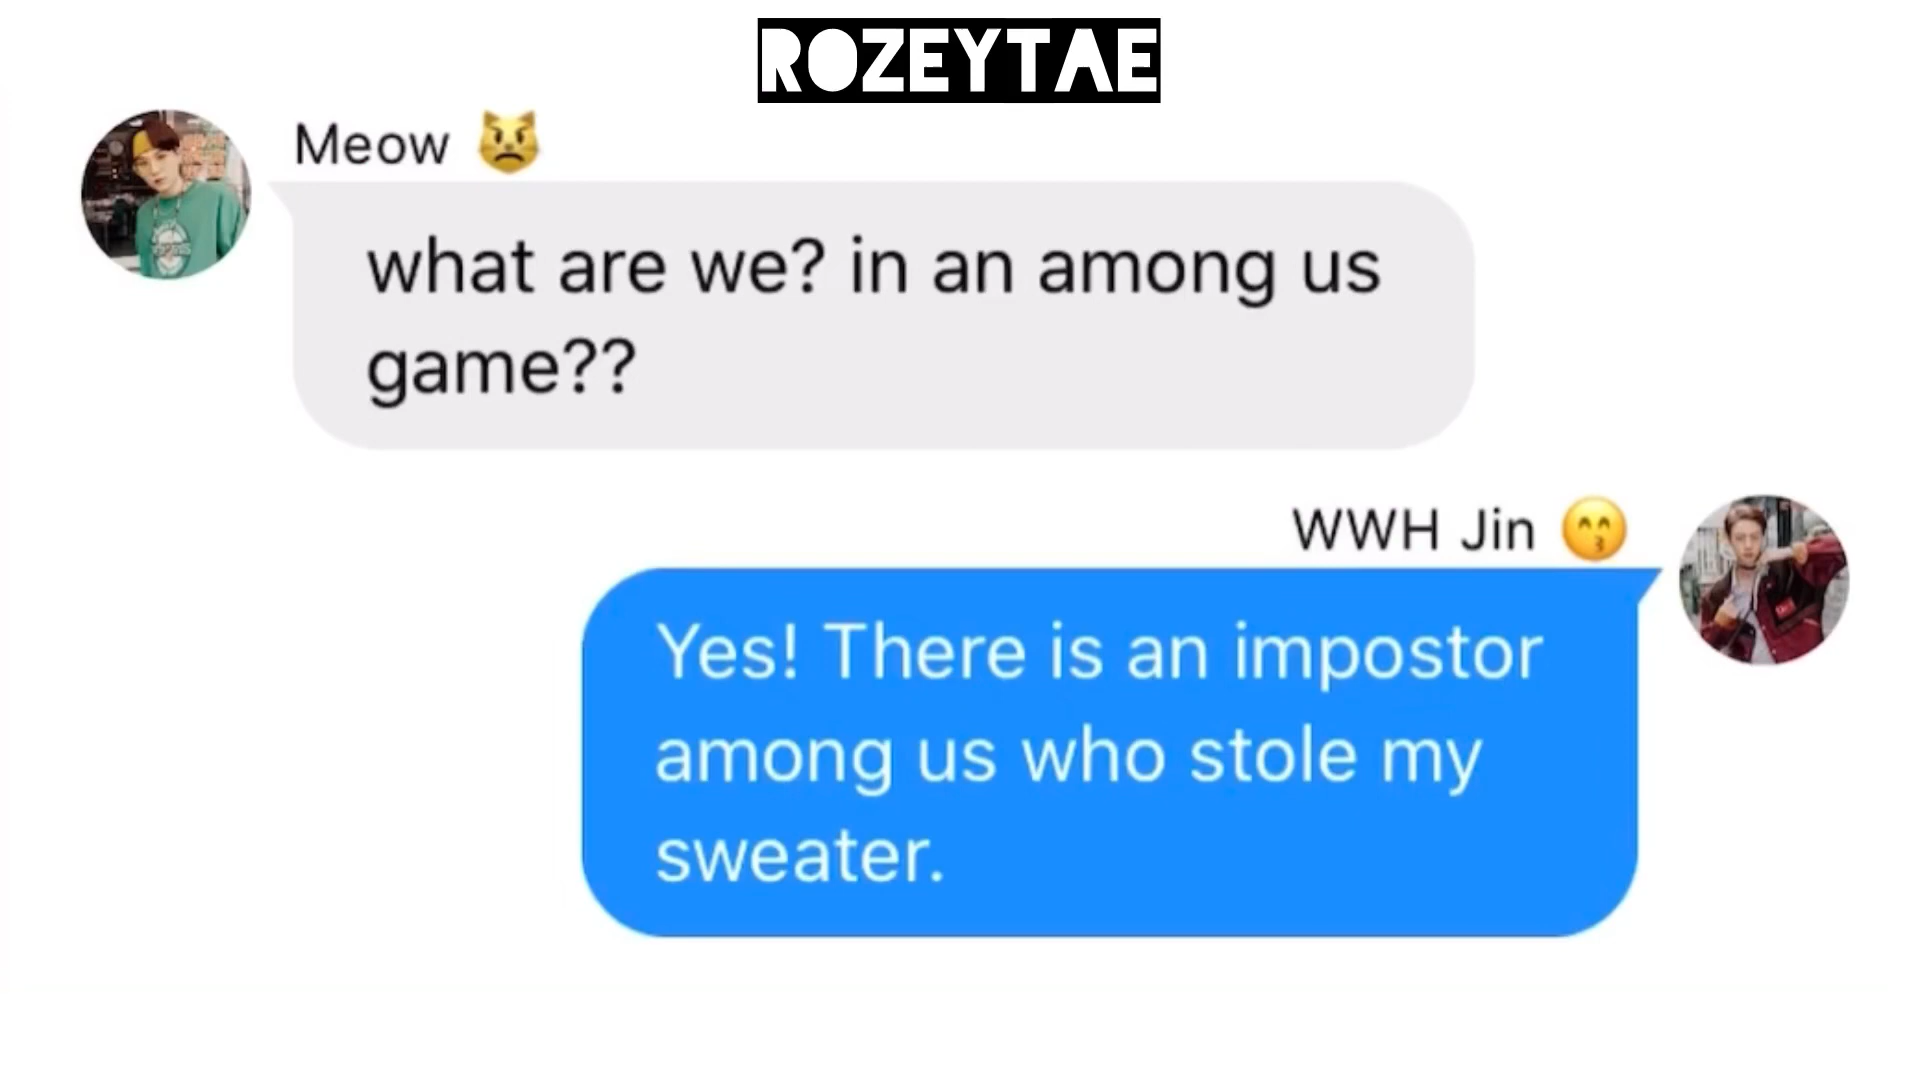 ROZEYTAE
Meow 😾
what are we? in an among us
game??
WWH Jin 😙
Yes! There is an impostor
among us who stole my
sweater.